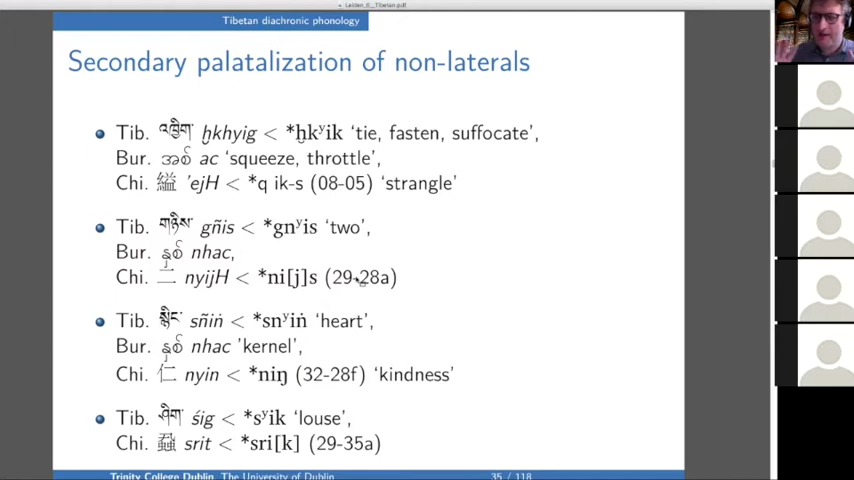 Leiden_6__Tibetan.pdf
Tibetan diachronic phonology
Secondary palatalization of non-laterals
Tib. འཁྱིག་ ḫkhyig < *ḫkʸik ‘tie, fasten, suffocate’,
Bur. အစ် ac ‘squeeze, throttle’,
Chi. 縊 'ejH < *q ik-s (08-05) ‘strangle’
Tib. གཉིས་ gñis < *gnʸis ‘two’,
Bur. နှစ် nhac,
Chi. 二 nyijH < *ni[j]s (29-28a)
Tib. སྙིང་ sñiṅ < *snʸiṅ ‘heart’,
Bur. နှစ် nhac ’kernel’,
Chi. 仁 nyin < *niŋ (32-28f) ‘kindness’
Tib. ཤིག་ śig < *sʸik ‘louse’,
Chi. 蝨 srit < *sri[k] (29-35a)
Trinity College Dublin, The University of Dublin 35 / 118